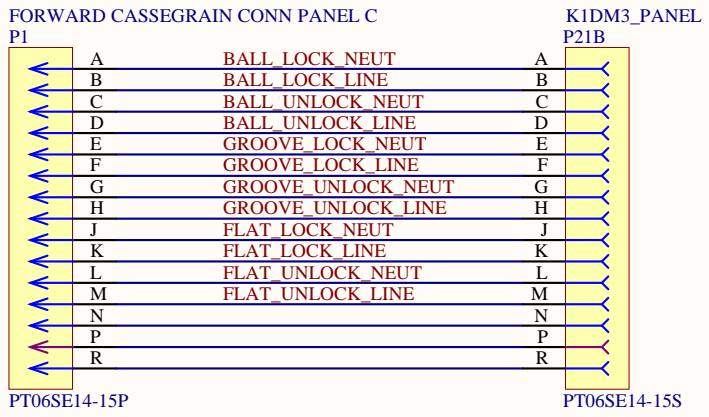 FORWARD CASSEGRAIN CONN PANEL C K1DM3_PANEL
P1 P21B
A BALL_LOCK_NEUT A
B BALL_LOCK_LINE B
C BALL_UNLOCK_NEUT C
D BALL_UNLOCK_LINE D
E GROOVE_LOCK_NEUT E
F GROOVE_LOCK_LINE F
G GROOVE_UNLOCK_NEUT G
H GROOVE_UNLOCK_LINE H
J FLAT_LOCK_NEUT J
K FLAT_LOCK_LINE K
L FLAT_UNLOCK_NEUT L
M FLAT_UNLOCK_LINE M
N N
P P
R R
PT06SE14-15P PT06SE14-15S